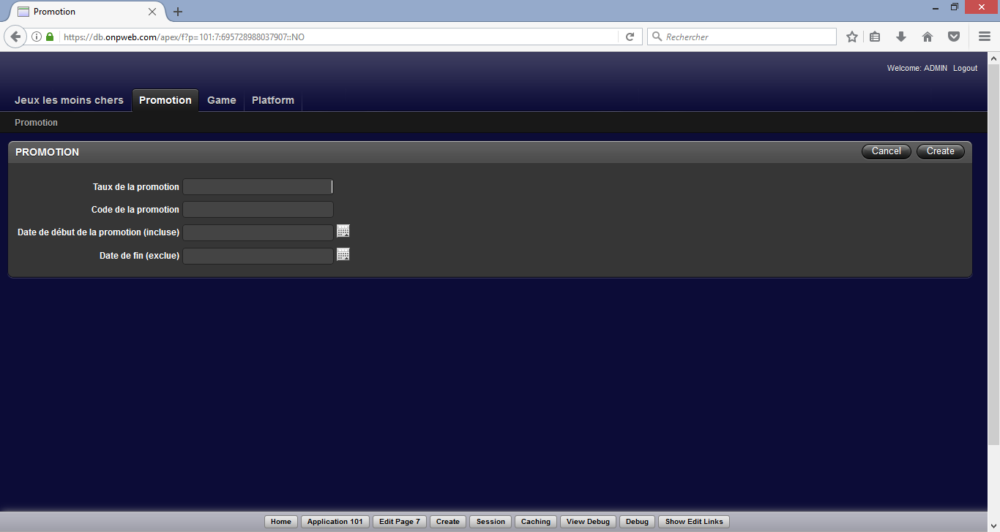 Promotion
https://db.onpweb.com/apex/f?p=101:7:695728988037907::NO
Rechercher
Welcome: ADMIN Logout
Jeux les moins chers Promotion Game Platform
Promotion
PROMOTION Cancel Create
Taux de la promotion
Code de la promotion
Date de début de la promotion (incluse)
Date de fin (exclue)
Home Application 101 Edit Page 7 Create Session Caching View Debug Debug Show Edit Links